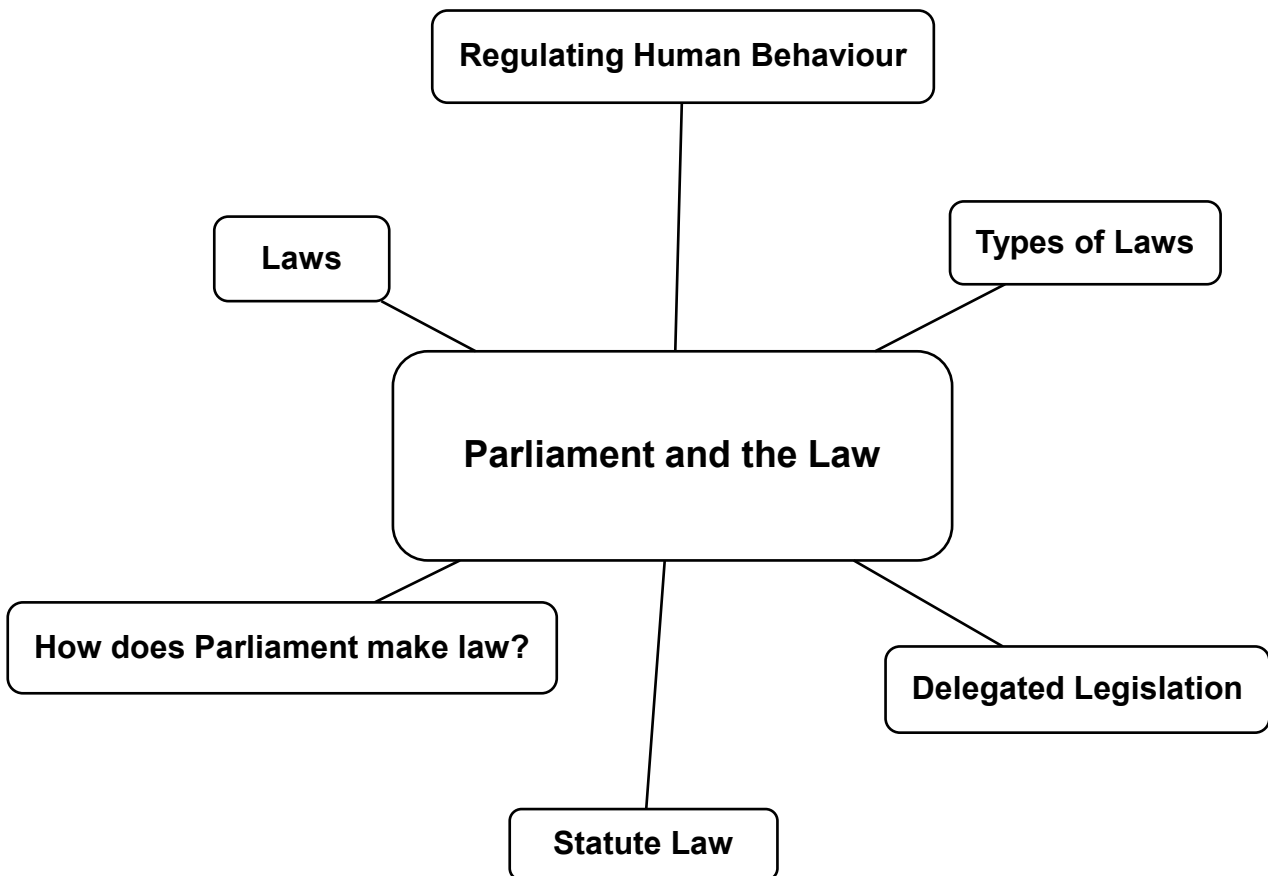 Regulating Human Behaviour
Laws
Types of Laws
Parliament and the Law
How does Parliament make law?
Delegated Legislation
Statute Law